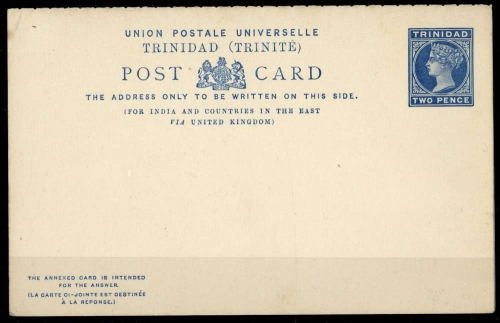 UNION POSTALE UNIVERSELLE
TRINIDAD (TRINITÉ)
POST CARD
THE ADDRESS ONLY TO BE WRITTEN ON THIS SIDE.
(FOR INDIA AND COUNTRIES IN THE EAST
VIA UNITED KINGDOM)
TRINIDAD
TWO PENCE
THE ANNEXED CARD IS INTENDED
FOR THE ANSWER.
(LA CARTE CI-JOINTE EST DESTINÉE
À LA REPONSE.)